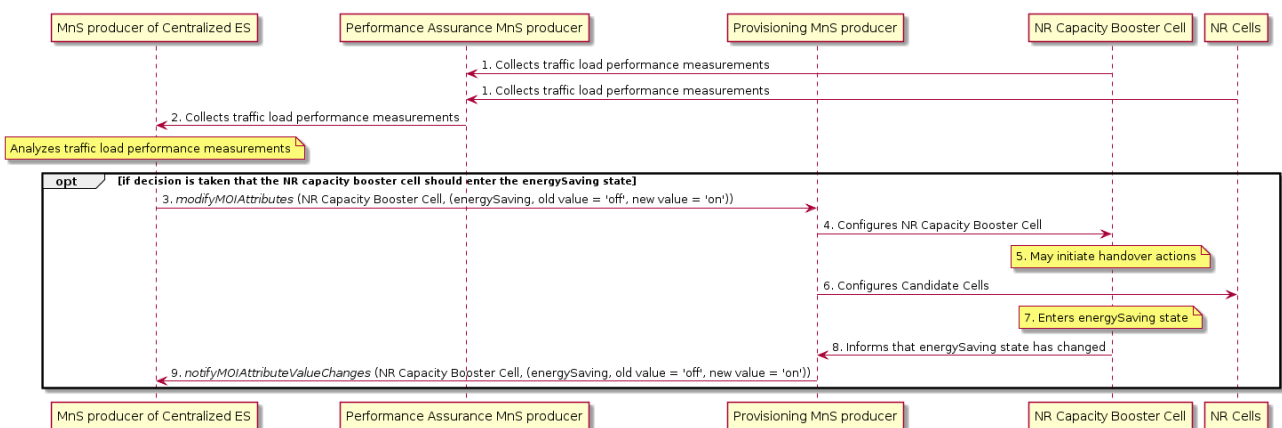 MnS producer of Centralized ES
Performance Assurance MnS producer
Provisioning MnS producer
NR Capacity Booster Cell
NR Cells
1. Collects traffic load performance measurements
1. Collects traffic load performance measurements
2. Collects traffic load performance measurements
Analyzes traffic load performance measurements
opt
[if decision is taken that the NR capacity booster cell should enter the energySaving state]
3. modifyMOIAttributes (NR Capacity Booster Cell, (energySaving, old value = 'off', new value = 'on'))
4. Configures NR Capacity Booster Cell
5. May initiate handover actions
6. Configures Candidate Cells
7. Enters energySaving state
8. Informs that energySaving state has changed
9. notifyMOIAttributeValueChanges (NR Capacity Booster Cell, (energySaving, old value = 'off', new value = 'on'))
MnS producer of Centralized ES
Performance Assurance MnS producer
Provisioning MnS producer
NR Capacity Booster Cell
NR Cells